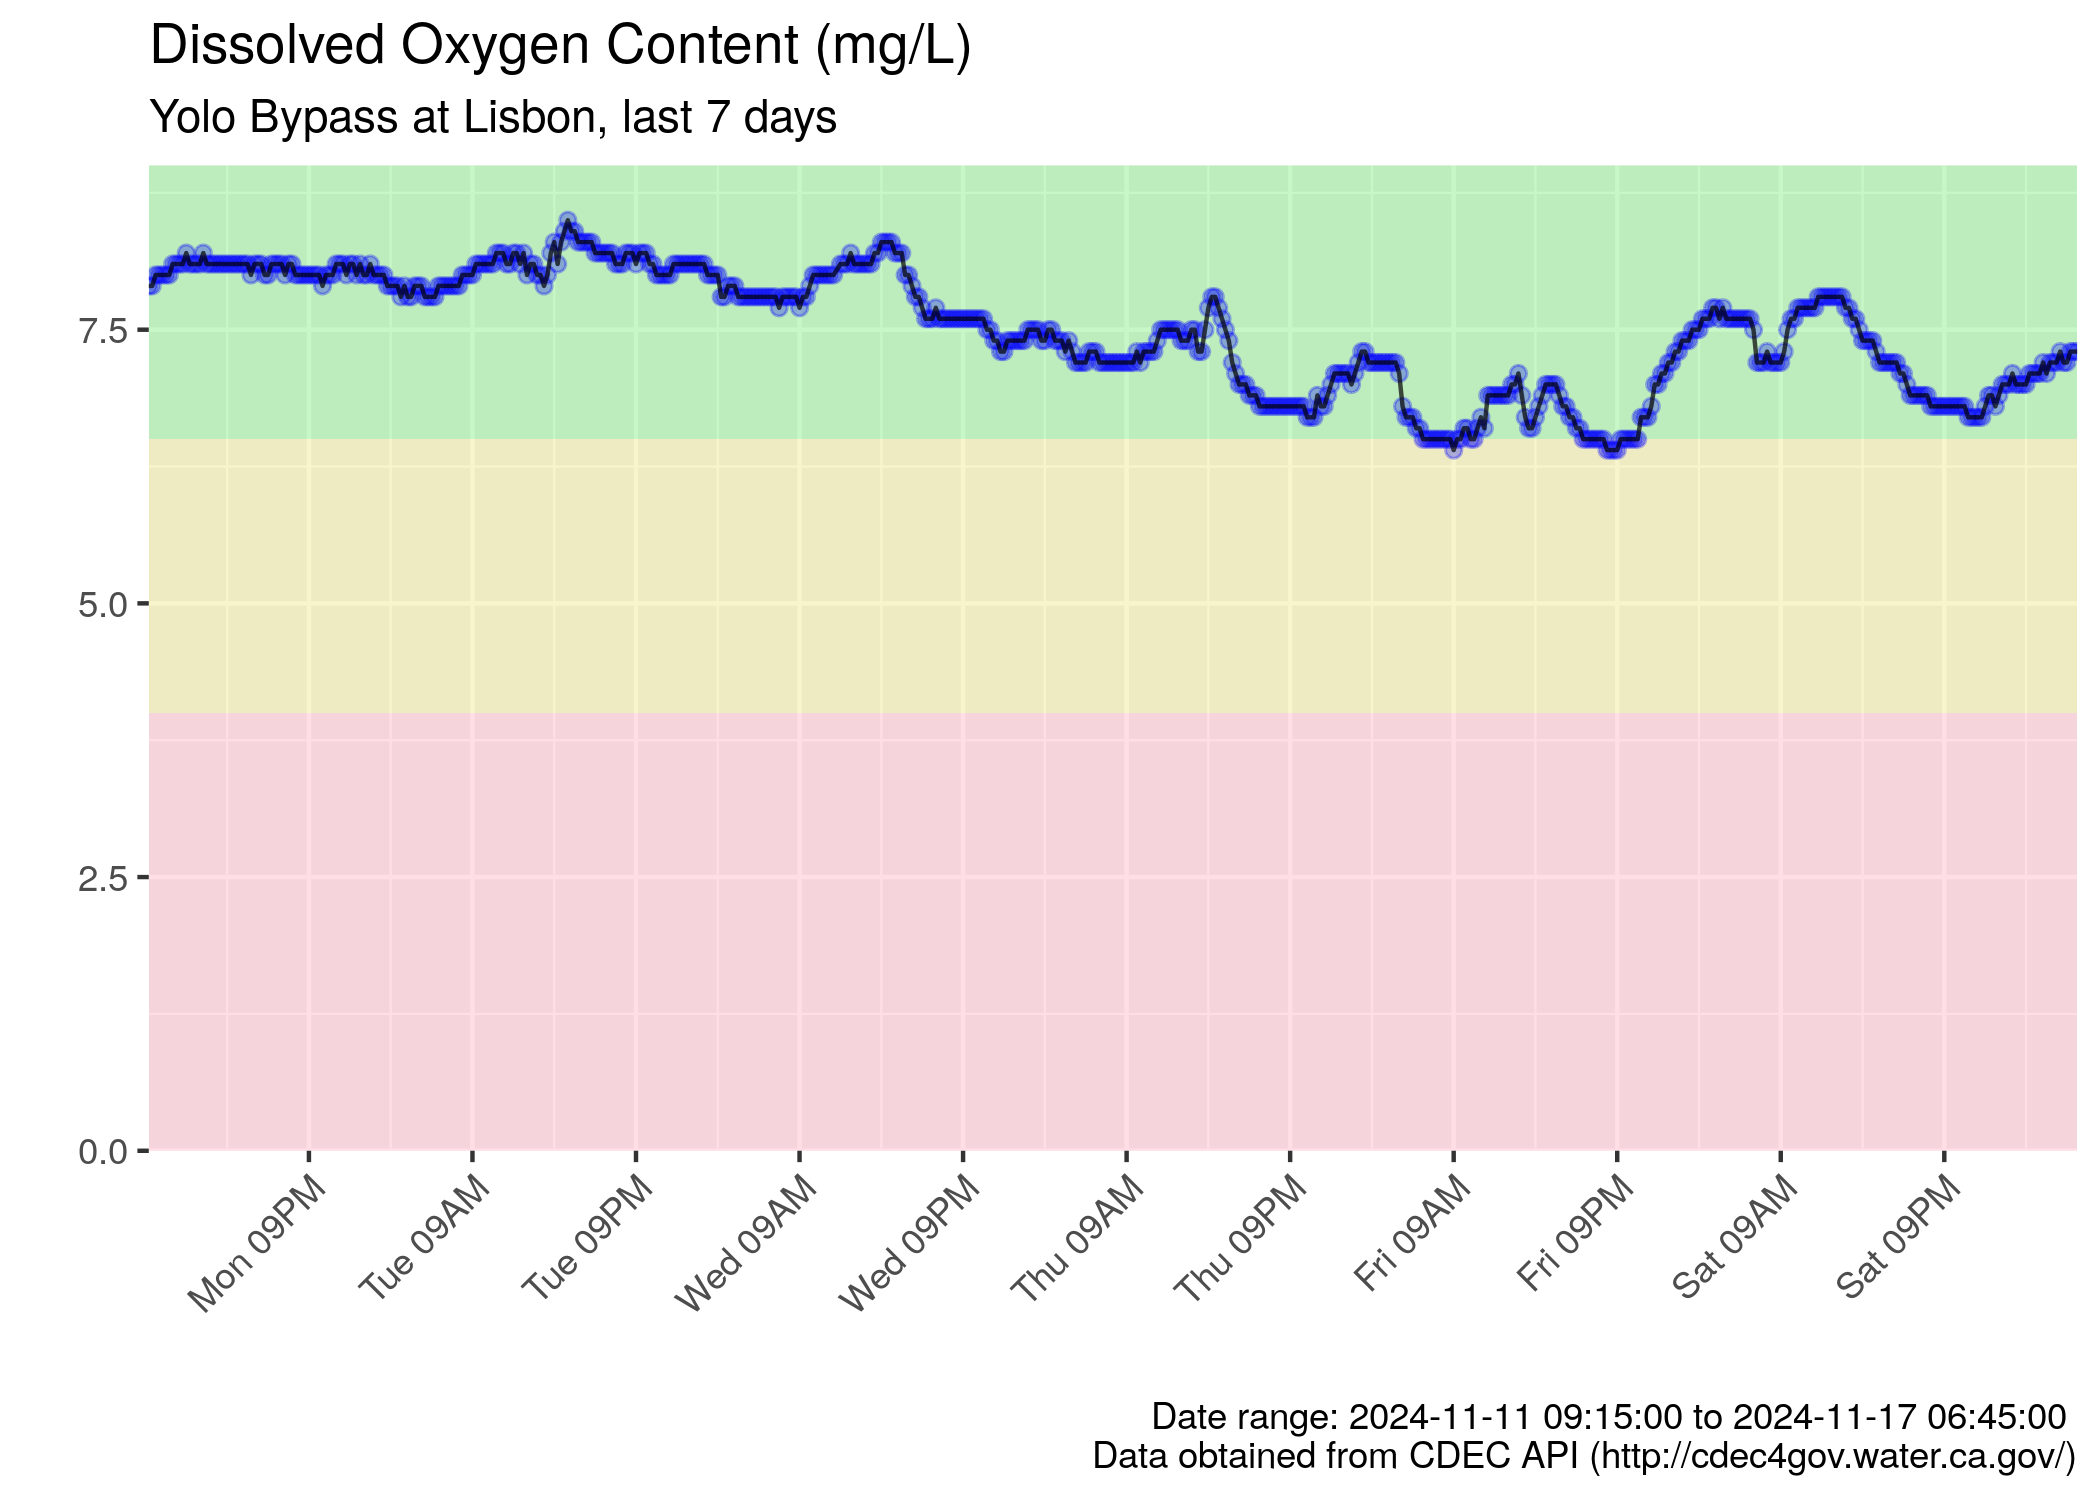 Dissolved Oxygen Content (mg/L)
Yolo Bypass at Lisbon, last 7 days
7.5
5.0
2.5
0.0
Mon 09PM
Tue 09AM
Tue 09PM
Wed 09AM
Wed 09PM
Thu 09AM
Thu 09PM
Fri 09AM
Fri 09PM
Sat 09AM
Sat 09PM
Date range: 2024-11-11 09:15:00 to 2024-11-17 06:45:00
Data obtained from CDEC API (http://cdec4gov.water.ca.gov/)